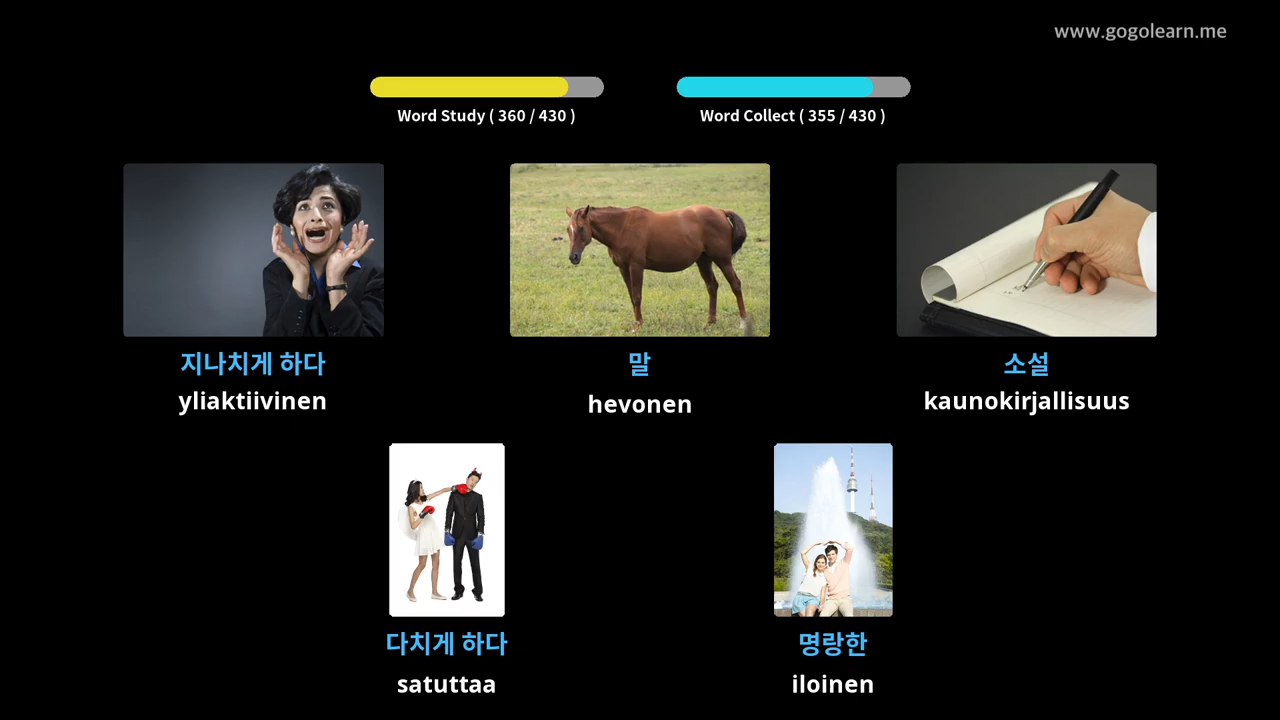 www.gogolearn.me
Word Study ( 360 / 430 )
Word Collect ( 355 / 430 )
지나치게 하다
yliaktiivinen
말
hevonen
소설
kaunokirjallisuus
다치게 하다
satuttaa
명랑한
iloinen